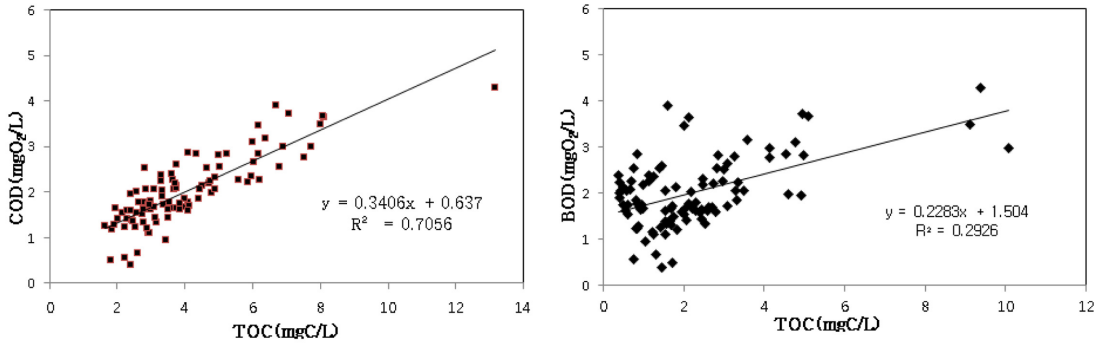 6
5
4
3
2
1
0
COD(mgO₂/L)
y = 0.3406x + 0.637
R² = 0.7056
0 2 4 6 8 10 12 14
TOC(mgC/L)
6
5
4
3
2
1
0
BOD(mgO₂/L)
y = 0.2283x + 1.504
R² = 0.2926
0 2 4 6 8 10 12
TOC(mgC/L)